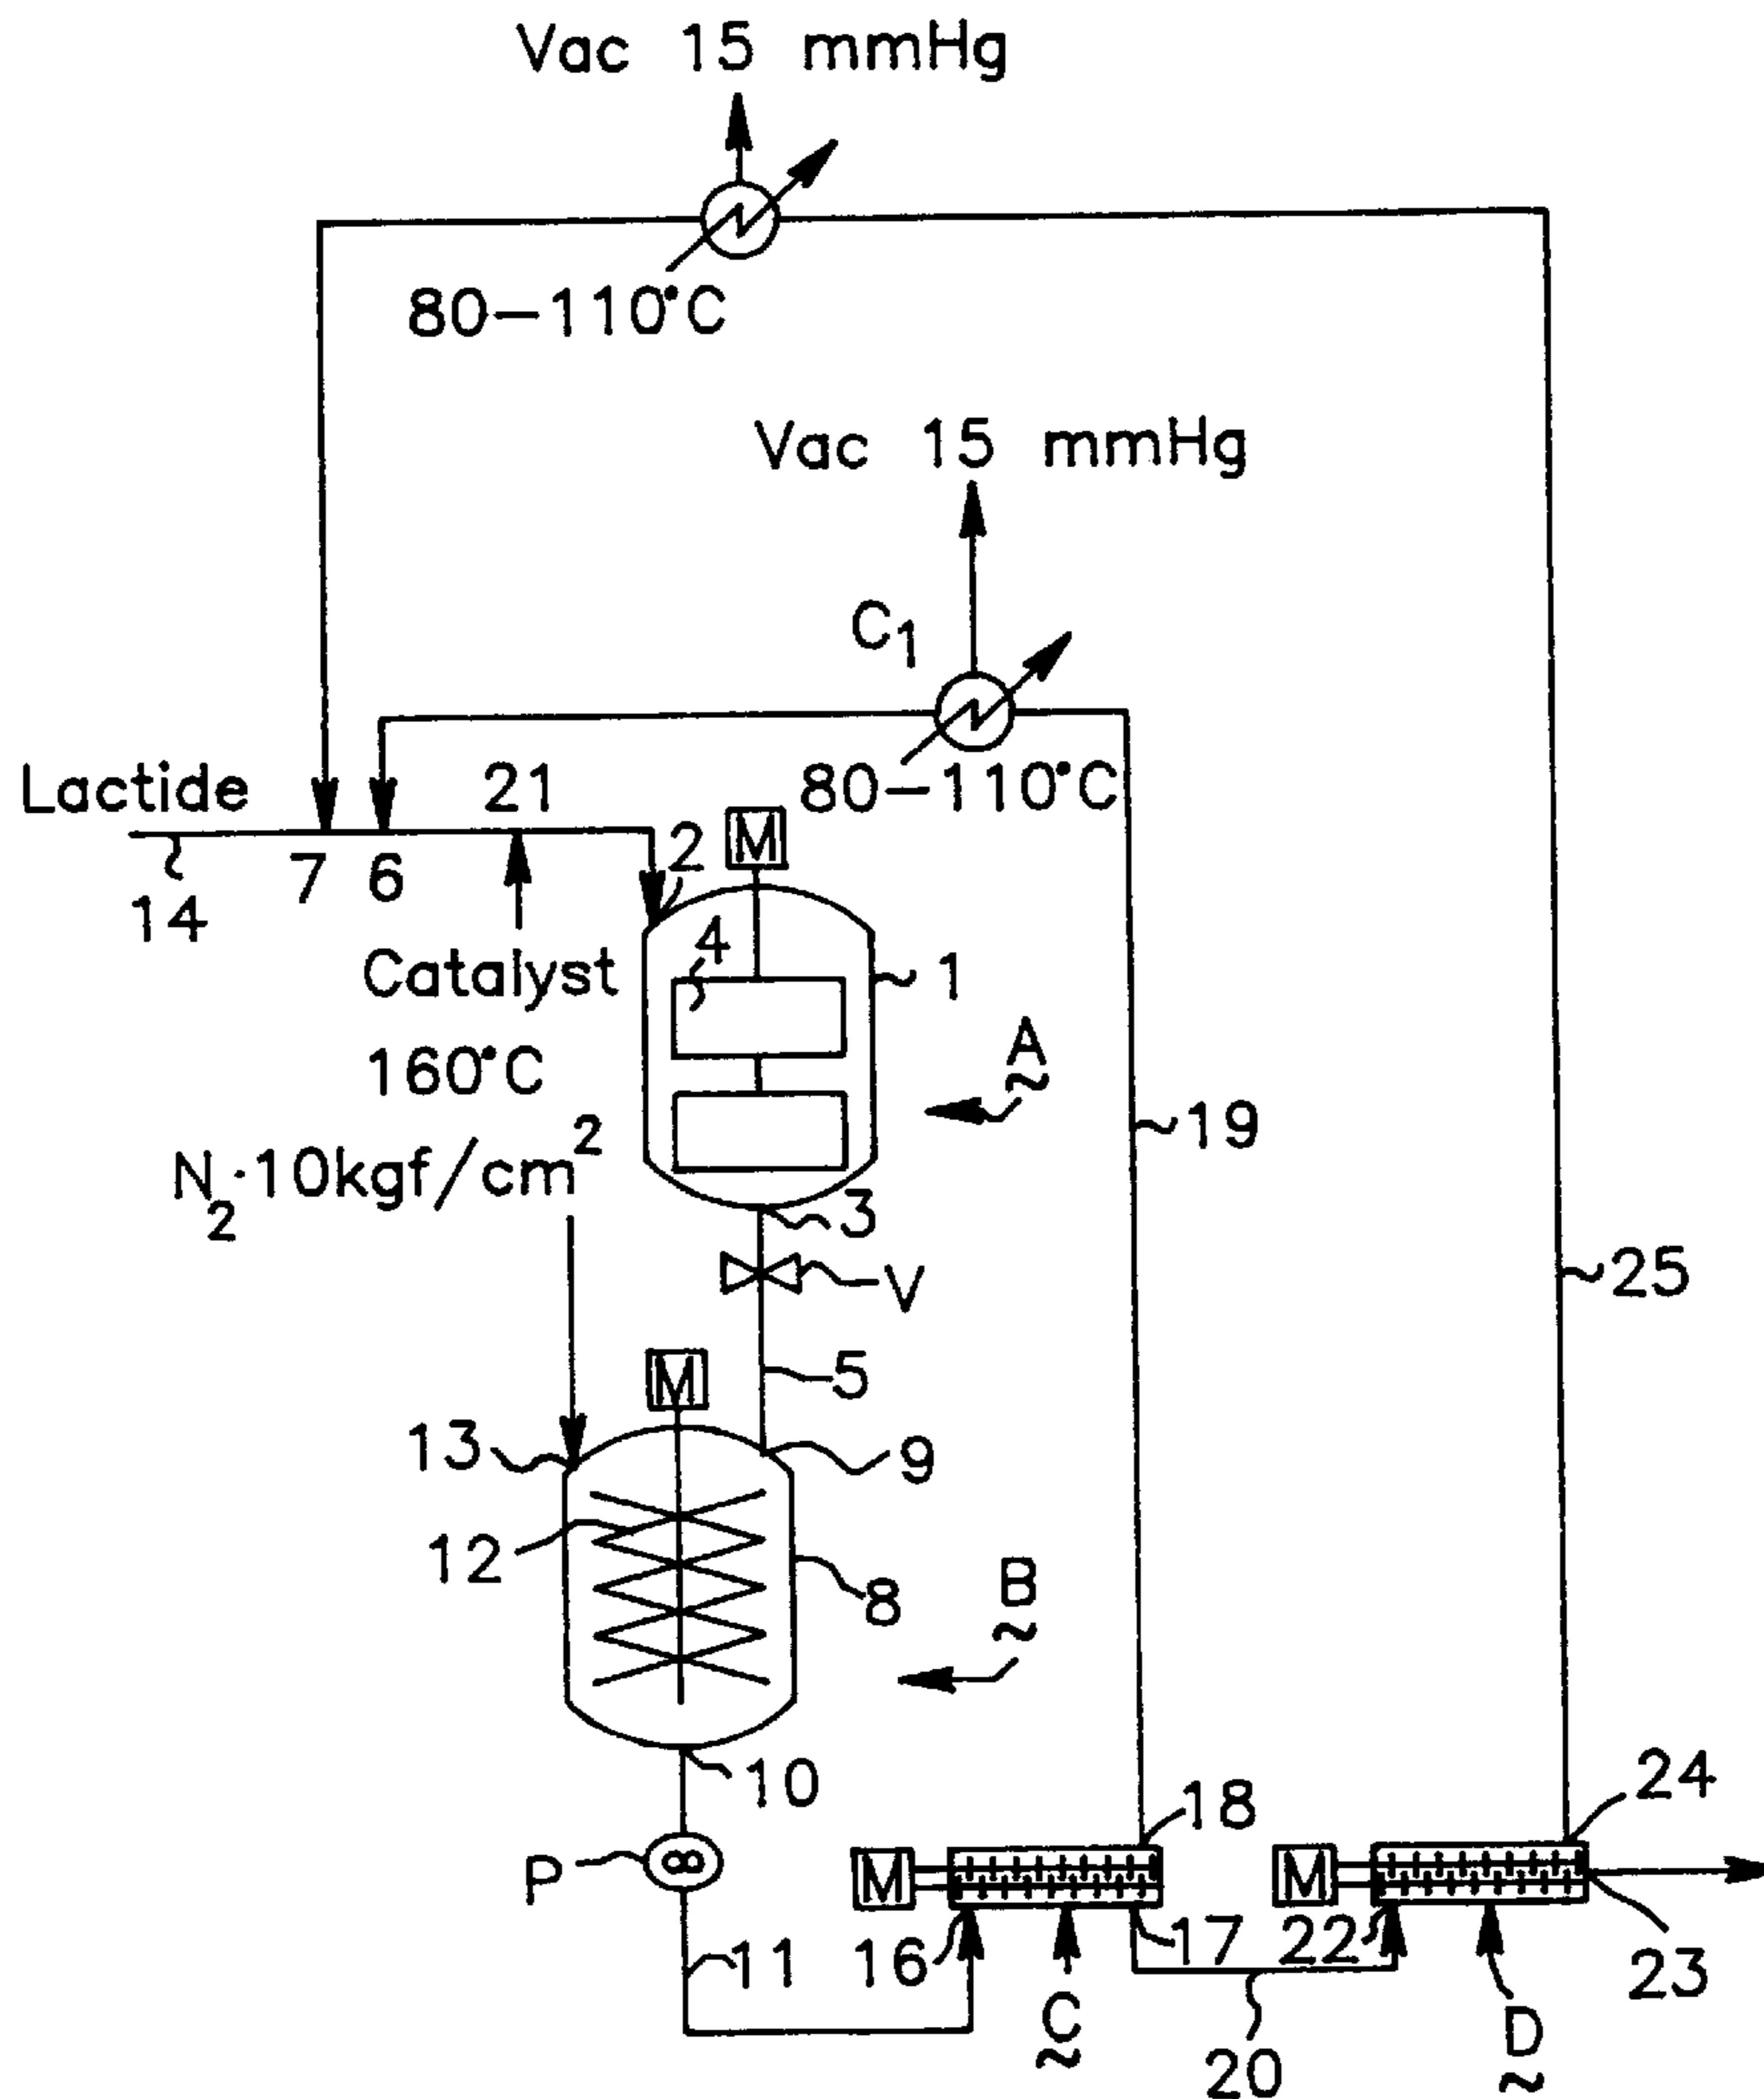 Vac 15 mmHg
80-110°C
Vac 15 mmHg
C1
80-110°C
Lactide
21
2
M
7
6
14
4
Catalyst
1
160°C
A
N2·10kgf/cm2
19
3
V
25
M
5
13
9
12
8
B
10
24
18
P
M
M
16
17
22
11
23
C
D
20